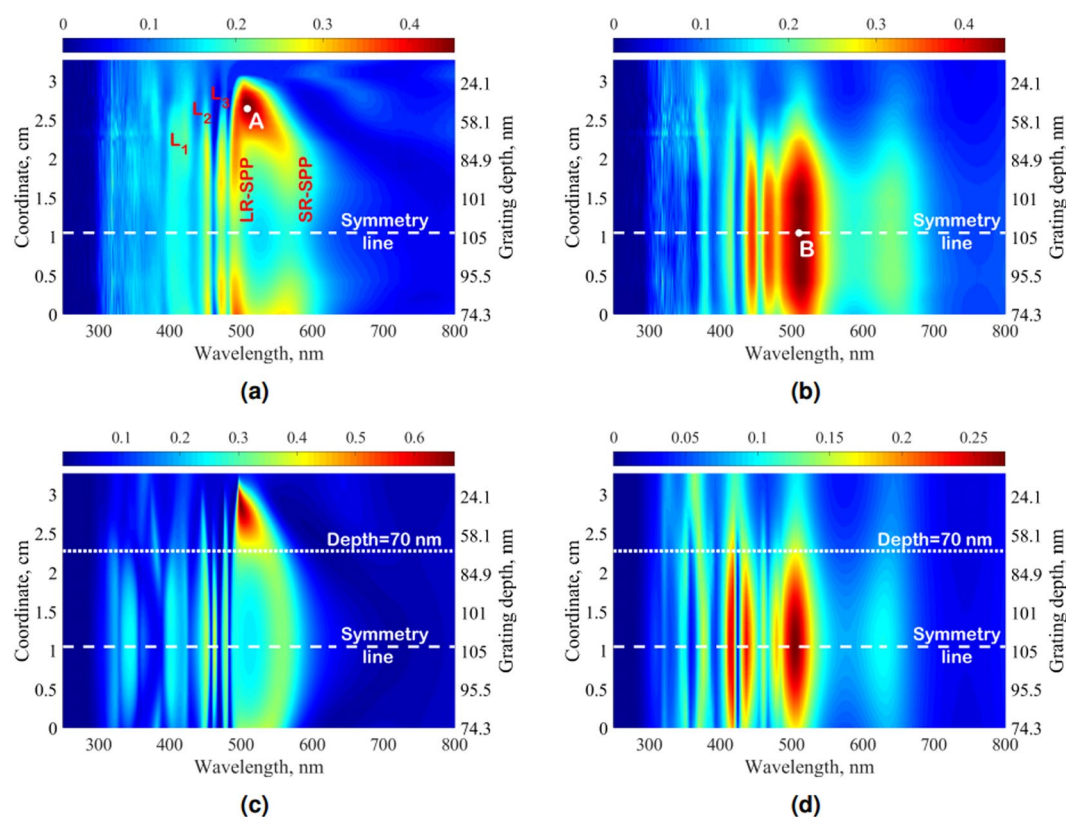 0 0.1 0.2 0.3 0.4
Coordinate, cm
3
2.5
2
1.5
1
0.5
0
L1
L2
L3
A
LR-SPP
SR-SPP
Symmetry
line
24.1
58.1
84.9
101
105
95.5
74.3
Grating depth, nm
300 400 500 600 700 800
Wavelength, nm
(a)
0 0.1 0.2 0.3 0.4
Coordinate, cm
3
2.5
2
1.5
1
0.5
0
B
Symmetry
line
24.1
58.1
84.9
101
105
95.5
74.3
Grating depth, nm
300 400 500 600 700 800
Wavelength, nm
(b)
0.1 0.2 0.3 0.4 0.5 0.6
Coordinate, cm
3
2.5
2
1.5
1
0.5
0
Depth=70 nm
Symmetry
line
24.1
58.1
84.9
101
105
95.5
74.3
Grating depth, nm
300 400 500 600 700 800
Wavelength, nm
(c)
0 0.05 0.1 0.15 0.2 0.25
Coordinate, cm
3
2.5
2
1.5
1
0.5
0
Depth=70 nm
Symmetry
line
24.1
58.1
84.9
101
105
95.5
74.3
Grating depth, nm
300 400 500 600 700 800
Wavelength, nm
(d)